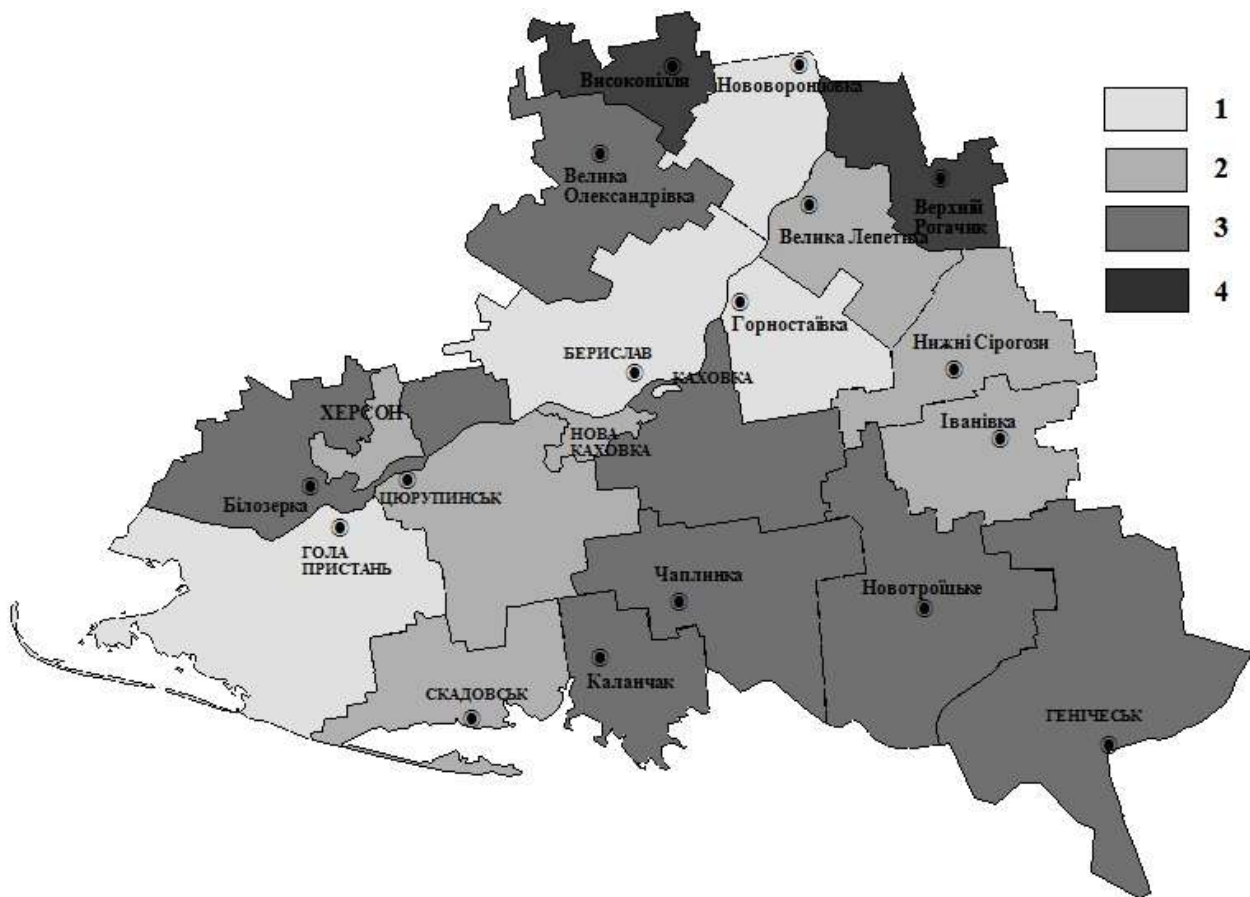 Високопілля
Нововоронцовка
1
2
3
4
Велика
Олександрівка
Верхній
Рогачик
Велика Лепетиха
Горностаївка
Нижні Сірогози
БЕРИСЛАВ
КАХОВКА
ХЕРСОН
НОВА
КАХОВКА
Іванівка
Білозерка
ЦЮРУПИНСЬК
ГОЛА
ПРИСТАНЬ
Чаплинка
Новотроїцьке
Каланчак
СКАДОВСЬК
ГЕНІЧЕСЬК